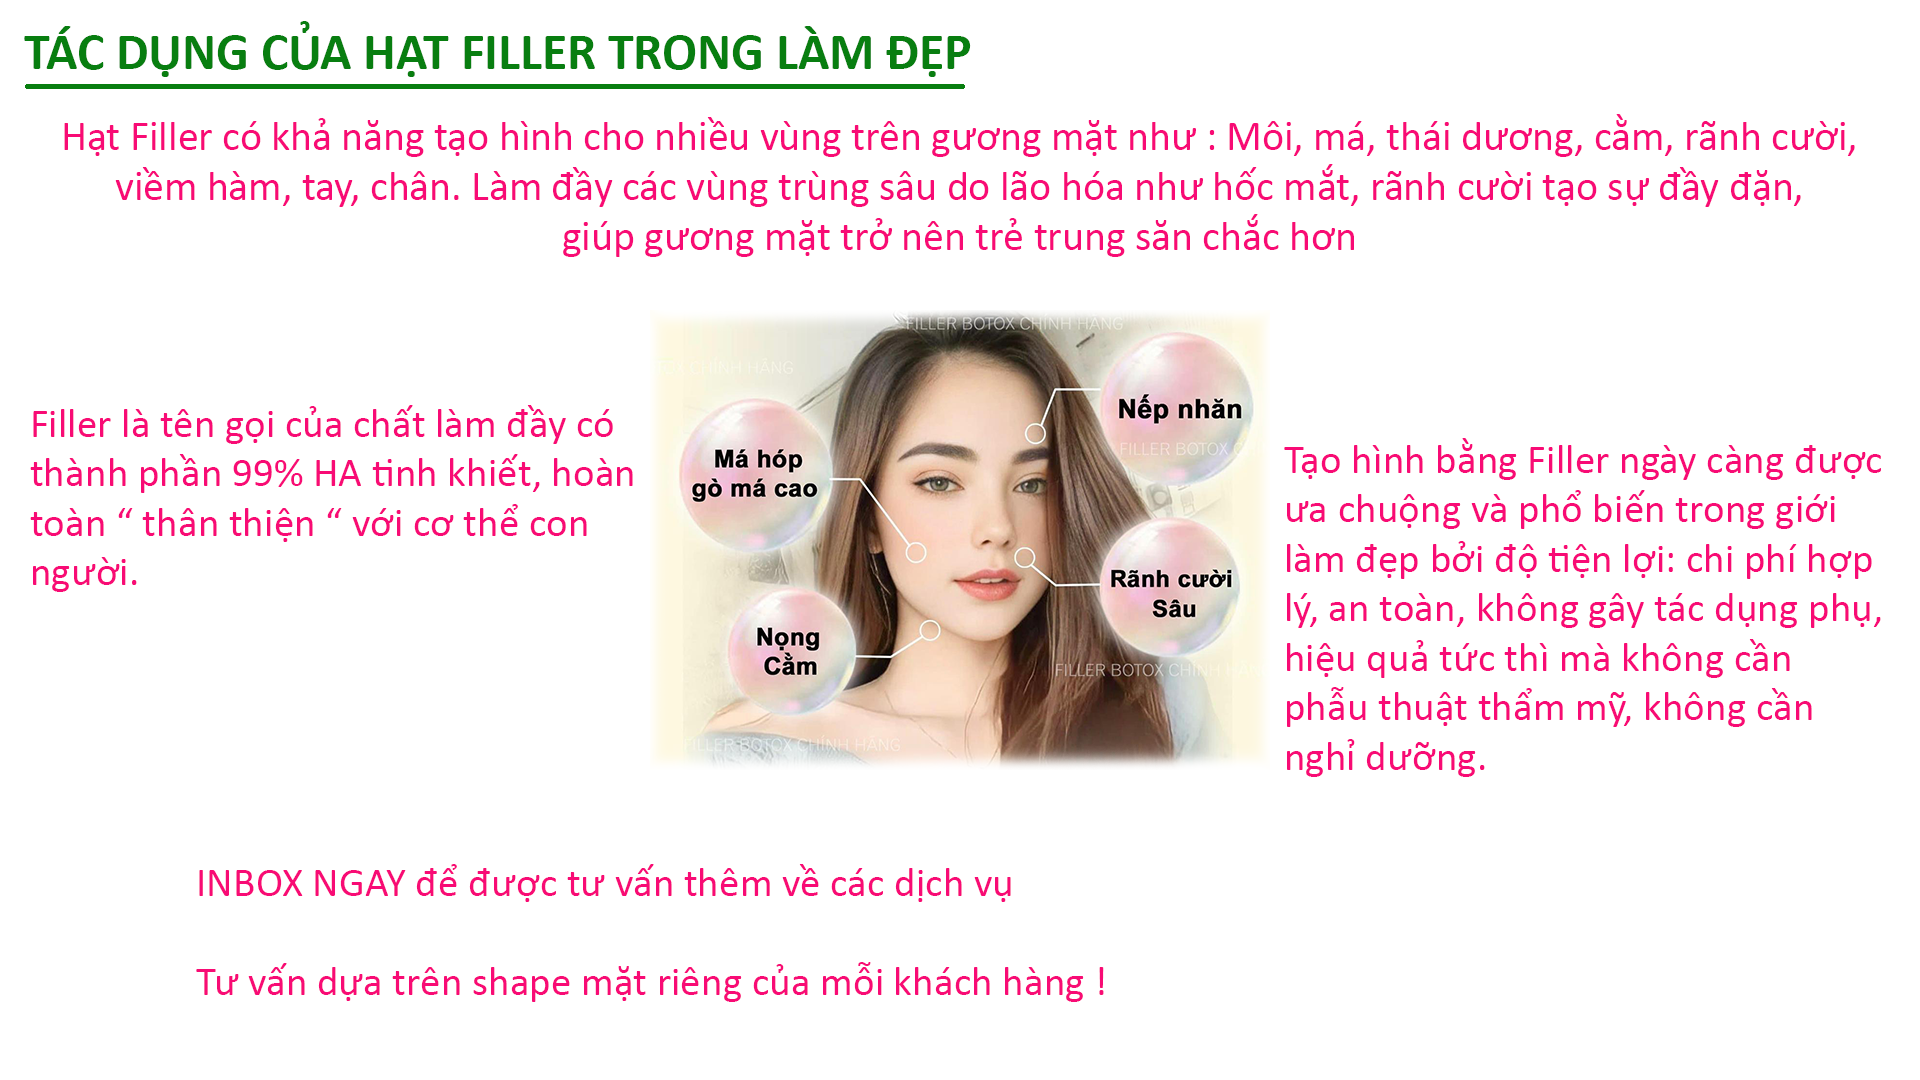 TÁC DỤNG CỦA HẠT FILLER TRONG LÀM ĐẸP
Hạt Filler có khả năng tạo hình cho nhiều vùng trên gương mặt như : Môi, má, thái dương, cằm, rãnh cười,
viềm hàm, tay, chân. Làm đầy các vùng trùng sâu do lão hóa như hốc mắt, rãnh cười tạo sự đầy đặn,
giúp gương mặt trở nên trẻ trung săn chắc hơn
Filler là tên gọi của chất làm đầy có
thành phần 99% HA tinh khiết, hoàn
toàn “ thân thiện “ với cơ thể con
người.
FILLER BOTOX CHÍNH HÃNG
CHÍNH HÃNG
Nếp nhăn
FILLER BOTOX
Má hóp
gò má cao
Rãnh cười
Sâu
Nọng
Cằm
FILLER BOTOX CHÍNH HÃNG
FILLER BOTOX CHÍNH HÃNG
Tạo hình bằng Filler ngày càng được
ưa chuộng và phổ biến trong giới
làm đẹp bởi độ tiện lợi: chi phí hợp
lý, an toàn, không gây tác dụng phụ,
hiệu quả tức thì mà không cần
phẫu thuật thẩm mỹ, không cần
nghỉ dưỡng.
INBOX NGAY để được tư vấn thêm về các dịch vụ
Tư vấn dựa trên shape mặt riêng của mỗi khách hàng !